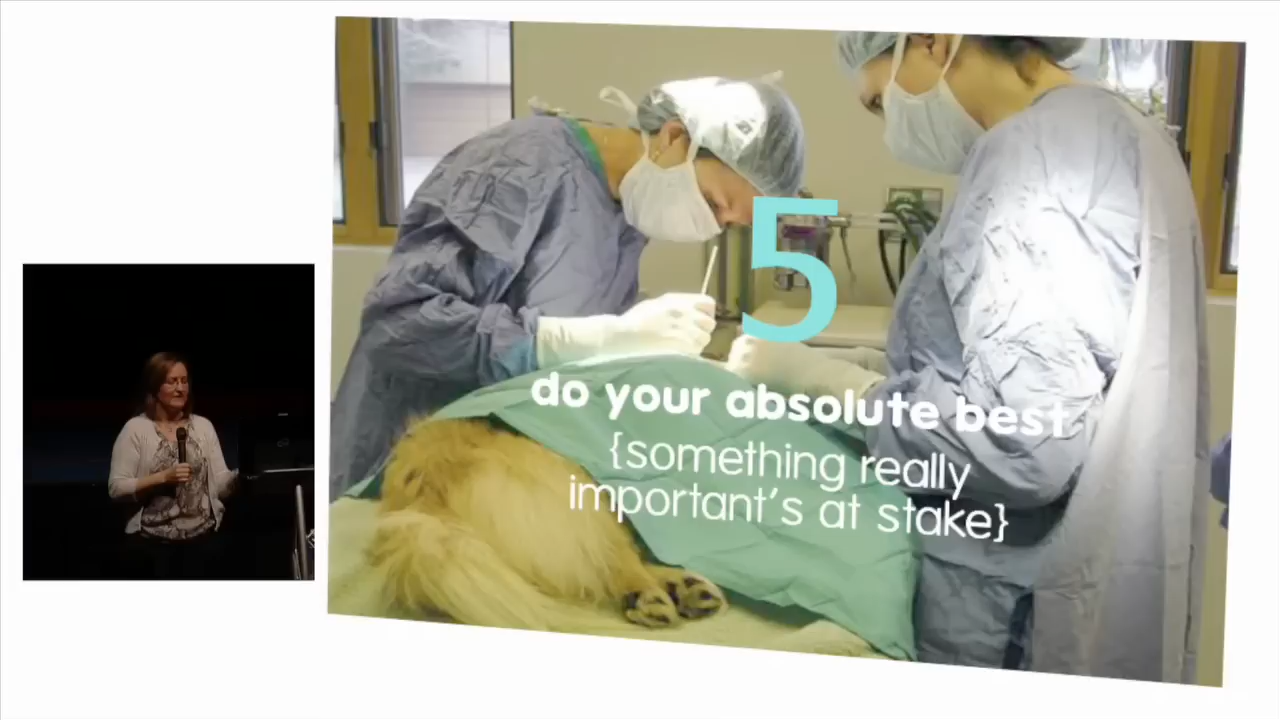 5
do your absolute best
{something really
important's at stake}